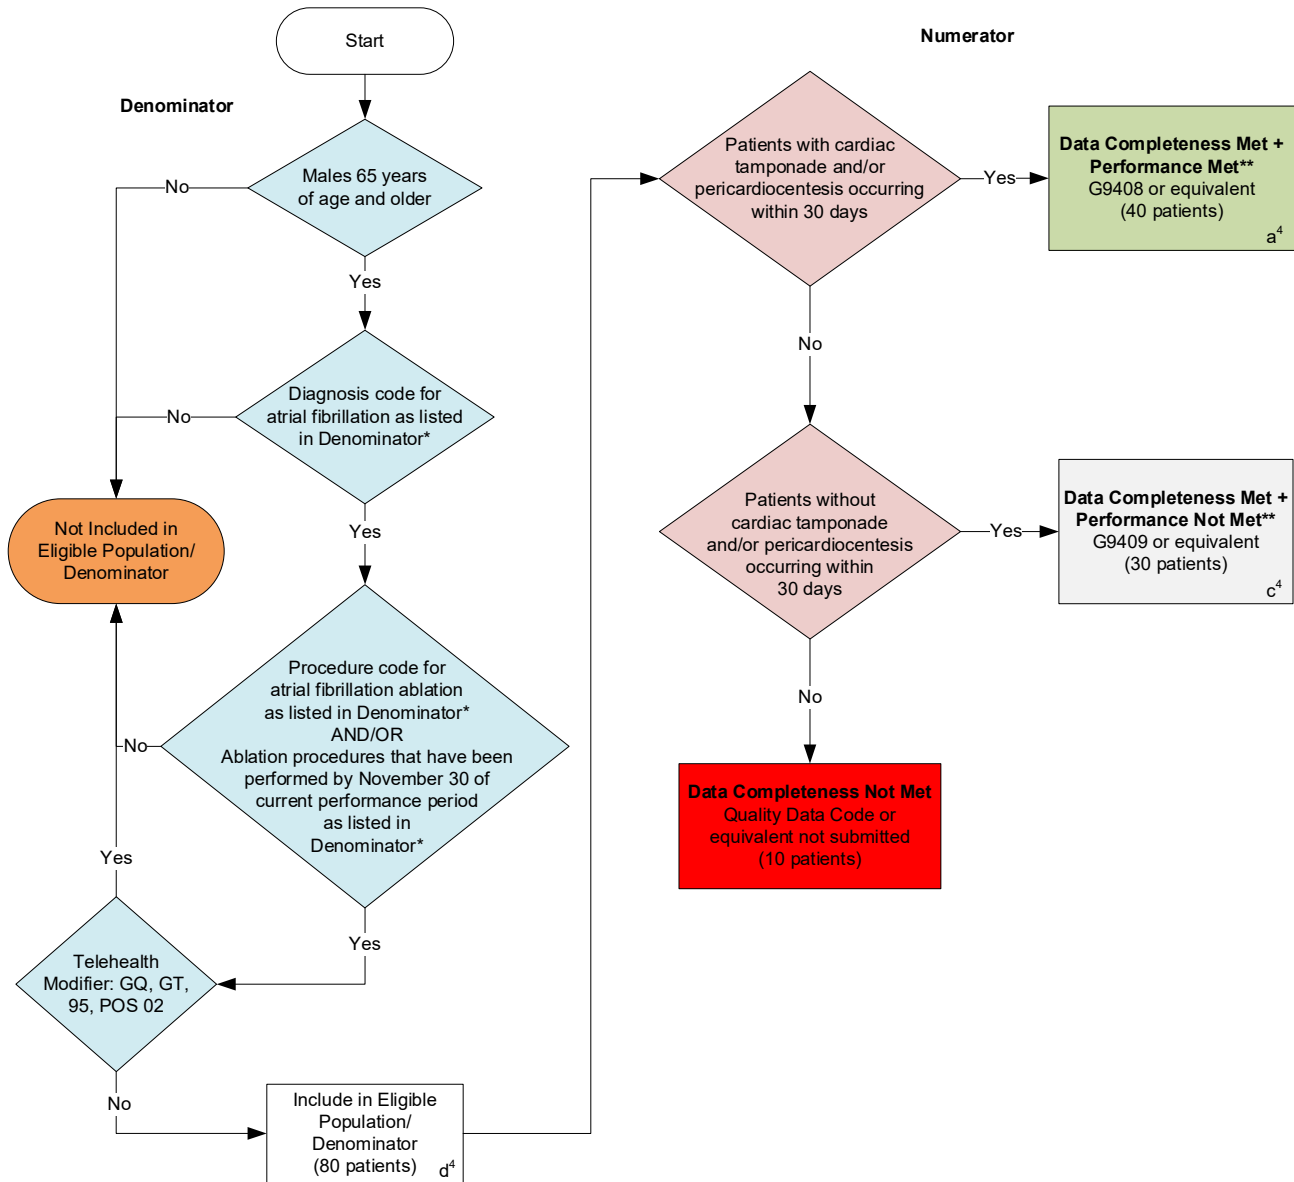 Start
Denominator
Males 65 years
of age and older
No
Yes
Diagnosis code for
atrial fibrillation as listed
in Denominator*
No
Yes
Not Included in
Eligible Population/
Denominator
Procedure code for
atrial fibrillation ablation
as listed in Denominator*
AND/OR
Ablation procedures that have been
performed by November 30 of
current performance period
as listed in
Denominator*
No
Yes
Yes
Telehealth
Modifier: GQ, GT,
95, POS 02
No
Include in Eligible
Population/
Denominator
(80 patients)
d⁴
Numerator
Patients with cardiac
tamponade and/or
pericardiocentesis occurring
within 30 days
Yes
Data Completeness Met +
Performance Met**
G9408 or equivalent
(40 patients)
a⁴
No
Patients without
cardiac tamponade
and/or pericardiocentesis
occurring within
30 days
Yes
Data Completeness Met +
Performance Not Met**
G9409 or equivalent
(30 patients)
c⁴
No
Data Completeness Not Met
Quality Data Code or
equivalent not submitted
(10 patients)